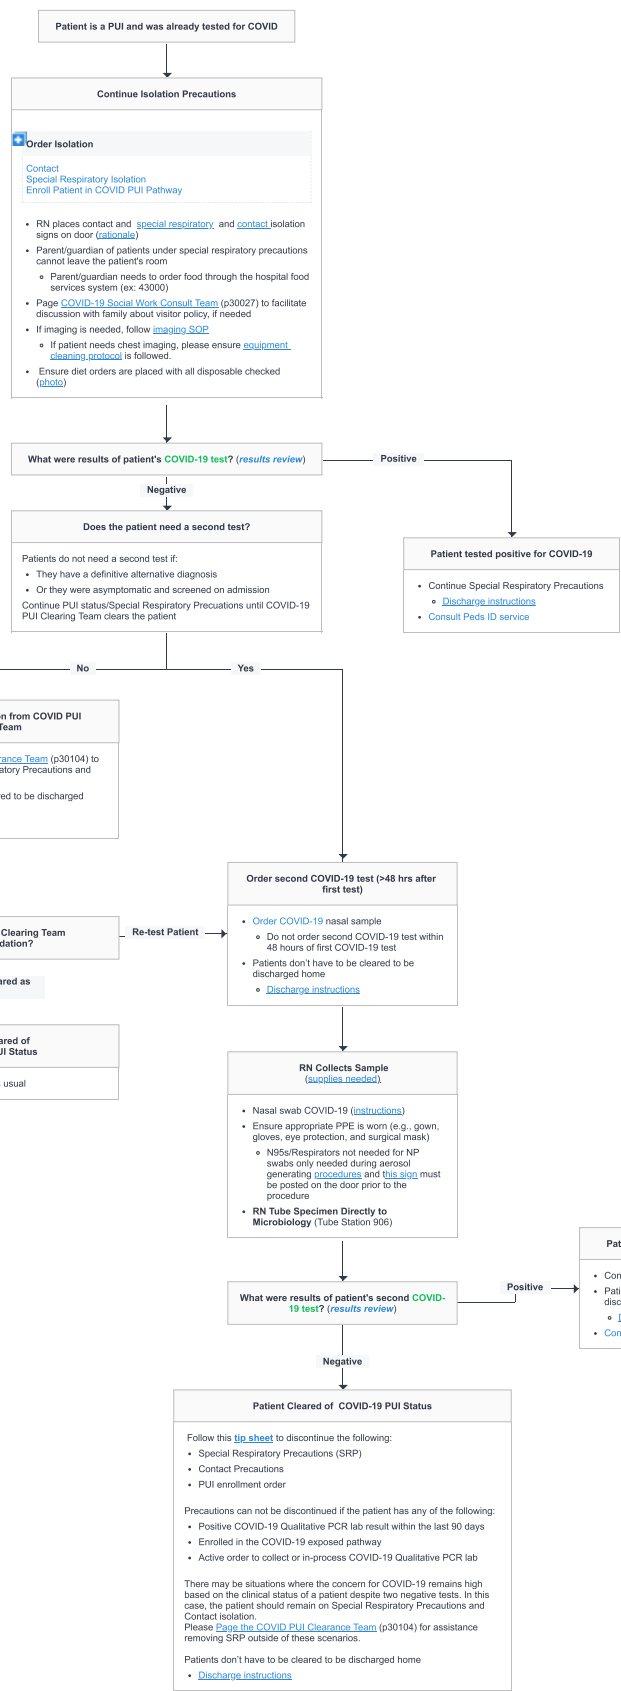 Patient is a PUI and was already tested for COVID
Continue Isolation Precautions
Order Isolation
Contact
Special Respiratory Isolation
Enroll Patient in COVID PUI Pathway
• RN places contact and special respiratory and contact isolation
signs on door (rationale)
• Parent/guardian of patients under special respiratory precautions
cannot leave the patient's room
Parent/guardian needs to order food through the hospital food
services system (ex: 43000)
• Page COVID-19 Social Work Consult Team (p30027) to facilitate
discussion with family about visitor policy, if needed
• If imaging is needed, follow imaging SOP
If patient needs chest imaging, please ensure equipment
cleaning protocol is followed.
• Ensure diet orders are placed with all disposable checked
(photo)
What were results of patient's COVID-19 test? (results review)
Positive
Negative
Does the patient need a second test?
Patients do not need a second test if:
• They have a definitive alternative diagnosis
• Or they were asymptomatic and screened on admission
Continue PUI status/Special Respiratory Precuations until COVID-19
PUI Clearing Team clears the patient
Patient tested positive for COVID-19
• Continue Special Respiratory Precautions
Discharge instructions
• Consult Peds ID service
No
Yes
n from COVID PUI
Team
rance Team (p30104) to
atory Precautions and
red to be discharged
Order second COVID-19 test (>48 hrs after
first test)
• Order COVID-19 nasal sample
Do not order second COVID-19 test within
48 hours of first COVID-19 test
• Patients don't have to be cleared to be
discharged home
Discharge instructions
Clearing Team
dation?
Re-test Patient
ared as
ared of
UI Status
s usual
RN Collects Sample
(supplies needed)
• Nasal swab COVID-19 (instructions)
• Ensure appropriate PPE is worn (e.g., gown,
gloves, eye protection, and surgical mask)
N95s/Respirators not needed for NP
swabs only needed during aerosol
generating procedures and this sign must
be posted on the door prior to the
procedure
• RN Tube Specimen Directly to
Microbiology (Tube Station 906)
What were results of patient's second COVID-
19 test? (results review)
Positive
Pat
• Con
• Pati
disc
D
• Con
Negative
Patient Cleared of COVID-19 PUI Status
Follow this tip sheet to discontinue the following:
• Special Respiratory Precautions (SRP)
• Contact Precautions
• PUI enrollment order
Precautions can not be discontinued if the patient has any of the following:
• Positive COVID-19 Qualitative PCR lab result within the last 90 days
• Enrolled in the COVID-19 exposed pathway
• Active order to collect or in-process COVID-19 Qualitative PCR lab
There may be situations where the concern for COVID-19 remains high
based on the clinical status of a patient despite two negative tests. In this
case, the patient should remain on Special Respiratory Precautions and
Contact isolation.
Please Page the COVID PUI Clearance Team (p30104) for assistance
removing SRP outside of these scenarios.
Patients don't have to be cleared to be discharged home
• Discharge instructions